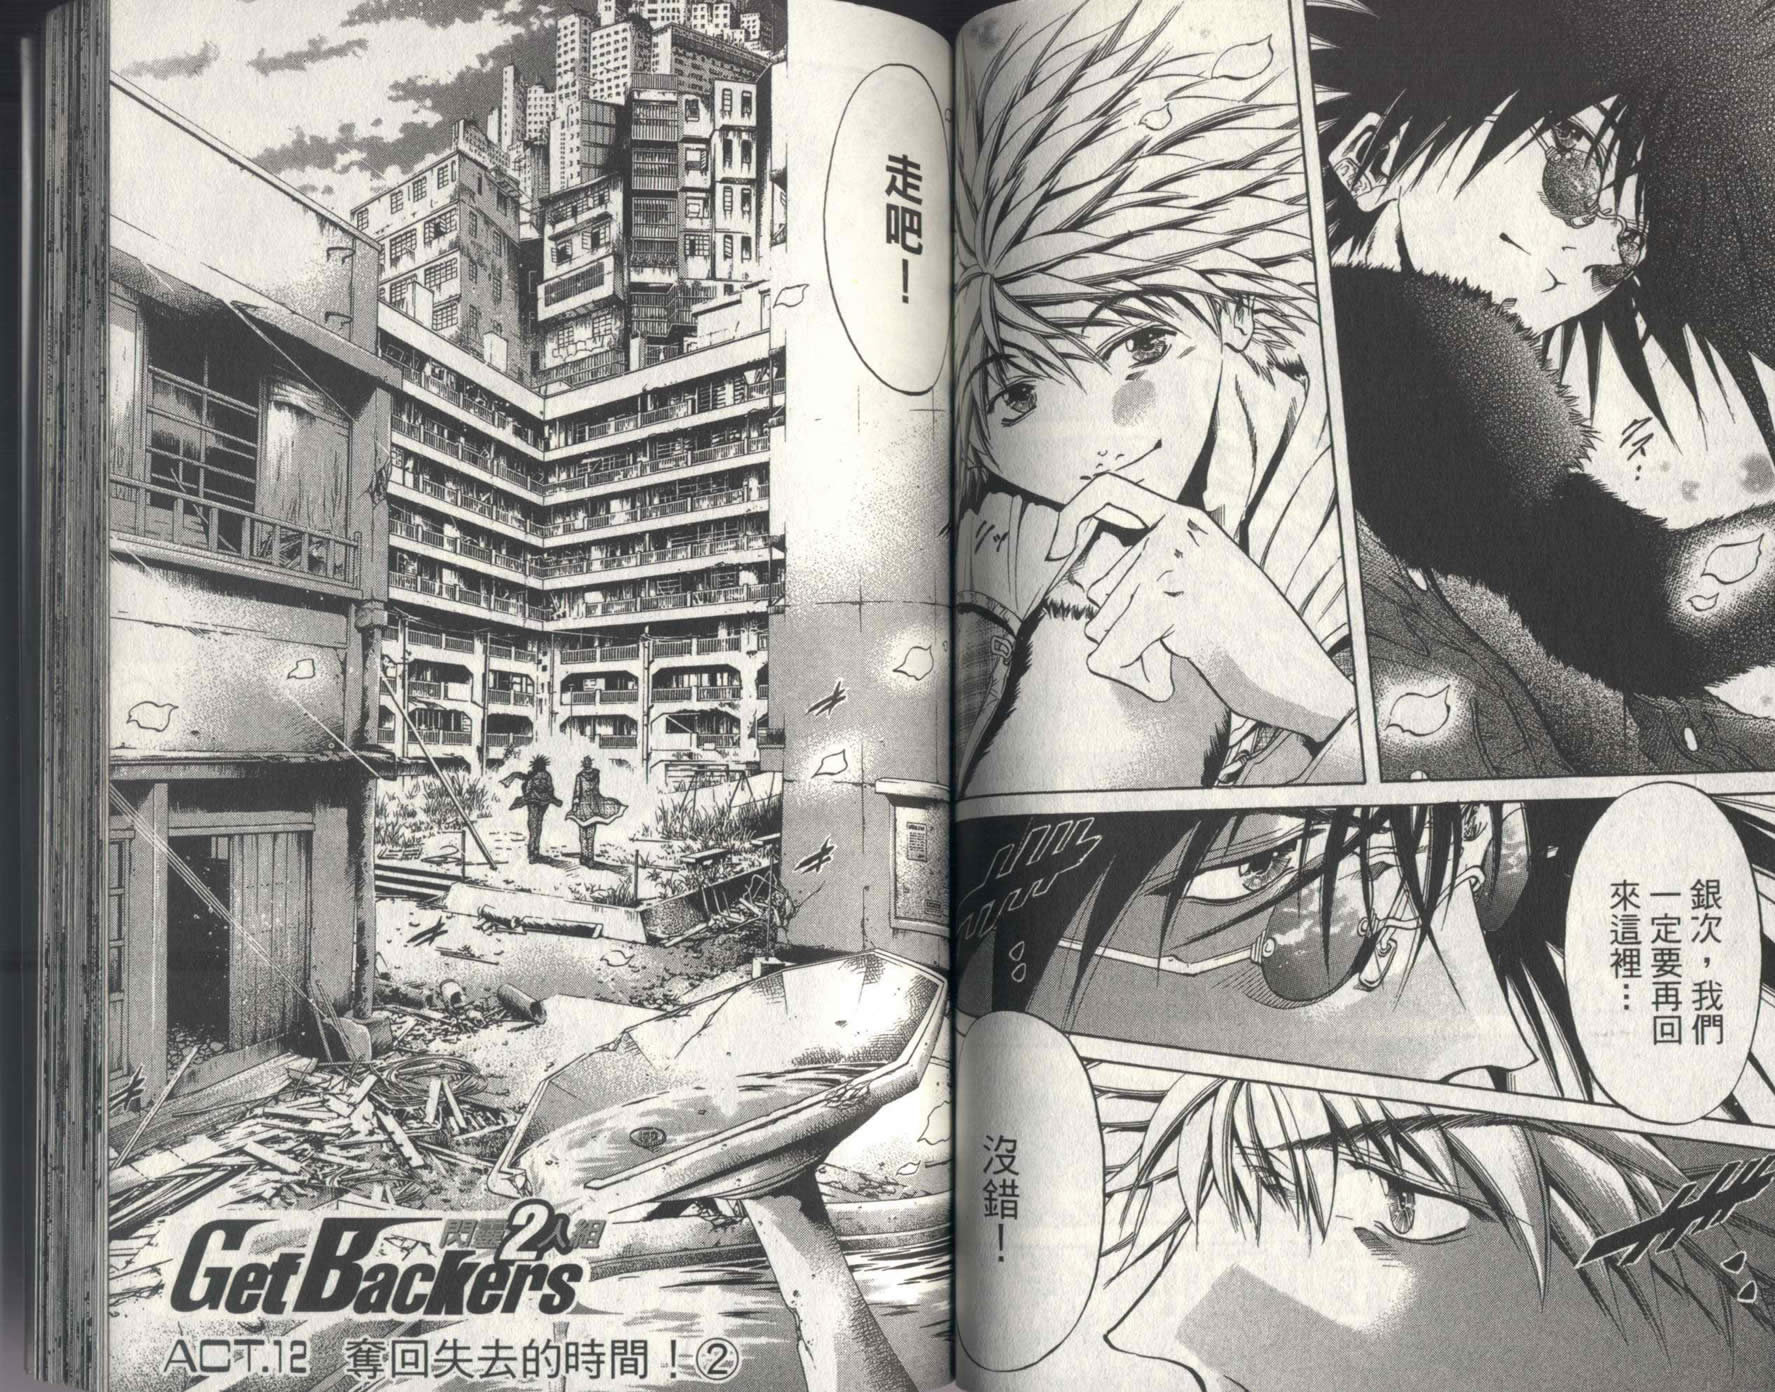 銀次，我們
一定要再回
來這裡…
沒錯！
走吧！
閃靈2人組
GetBackers
ACT.12 奪回失去的時間！②